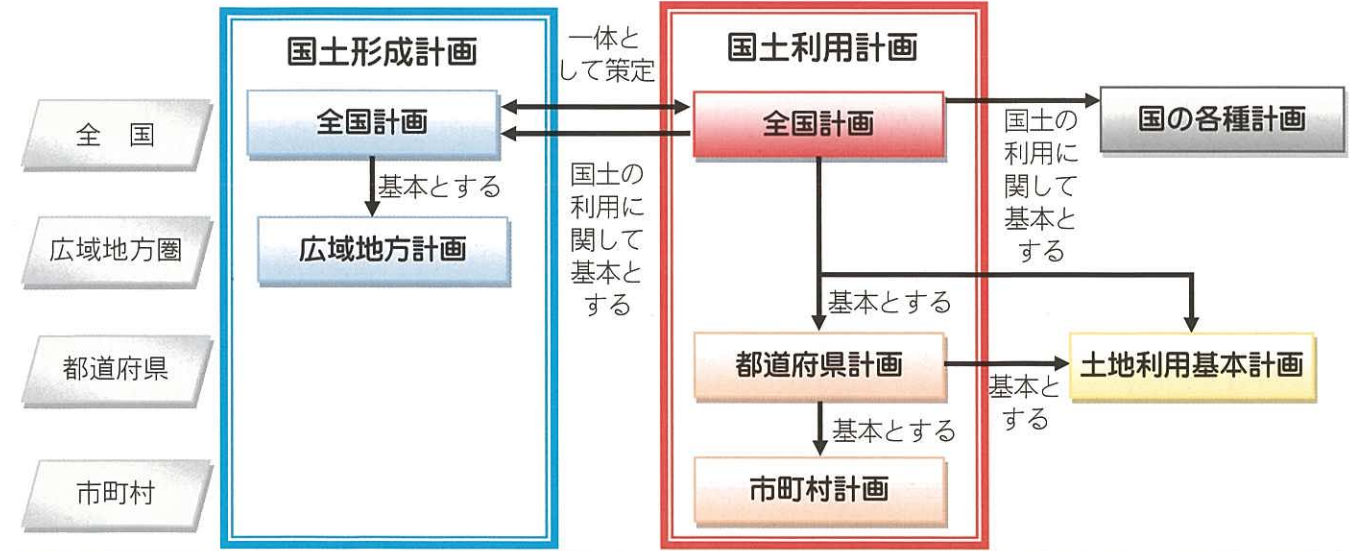 国土形成計画
一体と
して策定
国土利用計画
全　国
全国計画
全国計画
国の各種計画
基本とする
国土の
利用に
関して
基本と
する
国土の
利用に
関して
基本と
する
広域地方圏
広域地方計画
基本とする
都道府県
都道府県計画
基本と
する
土地利用基本計画
基本とする
市町村
市町村計画